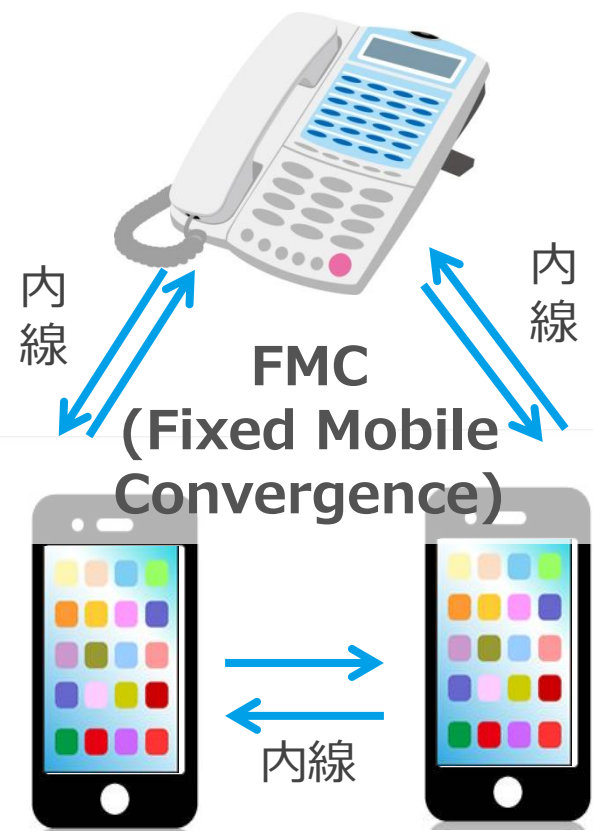 内線
内線
FMC
(Fixed Mobile
Convergence)
内線